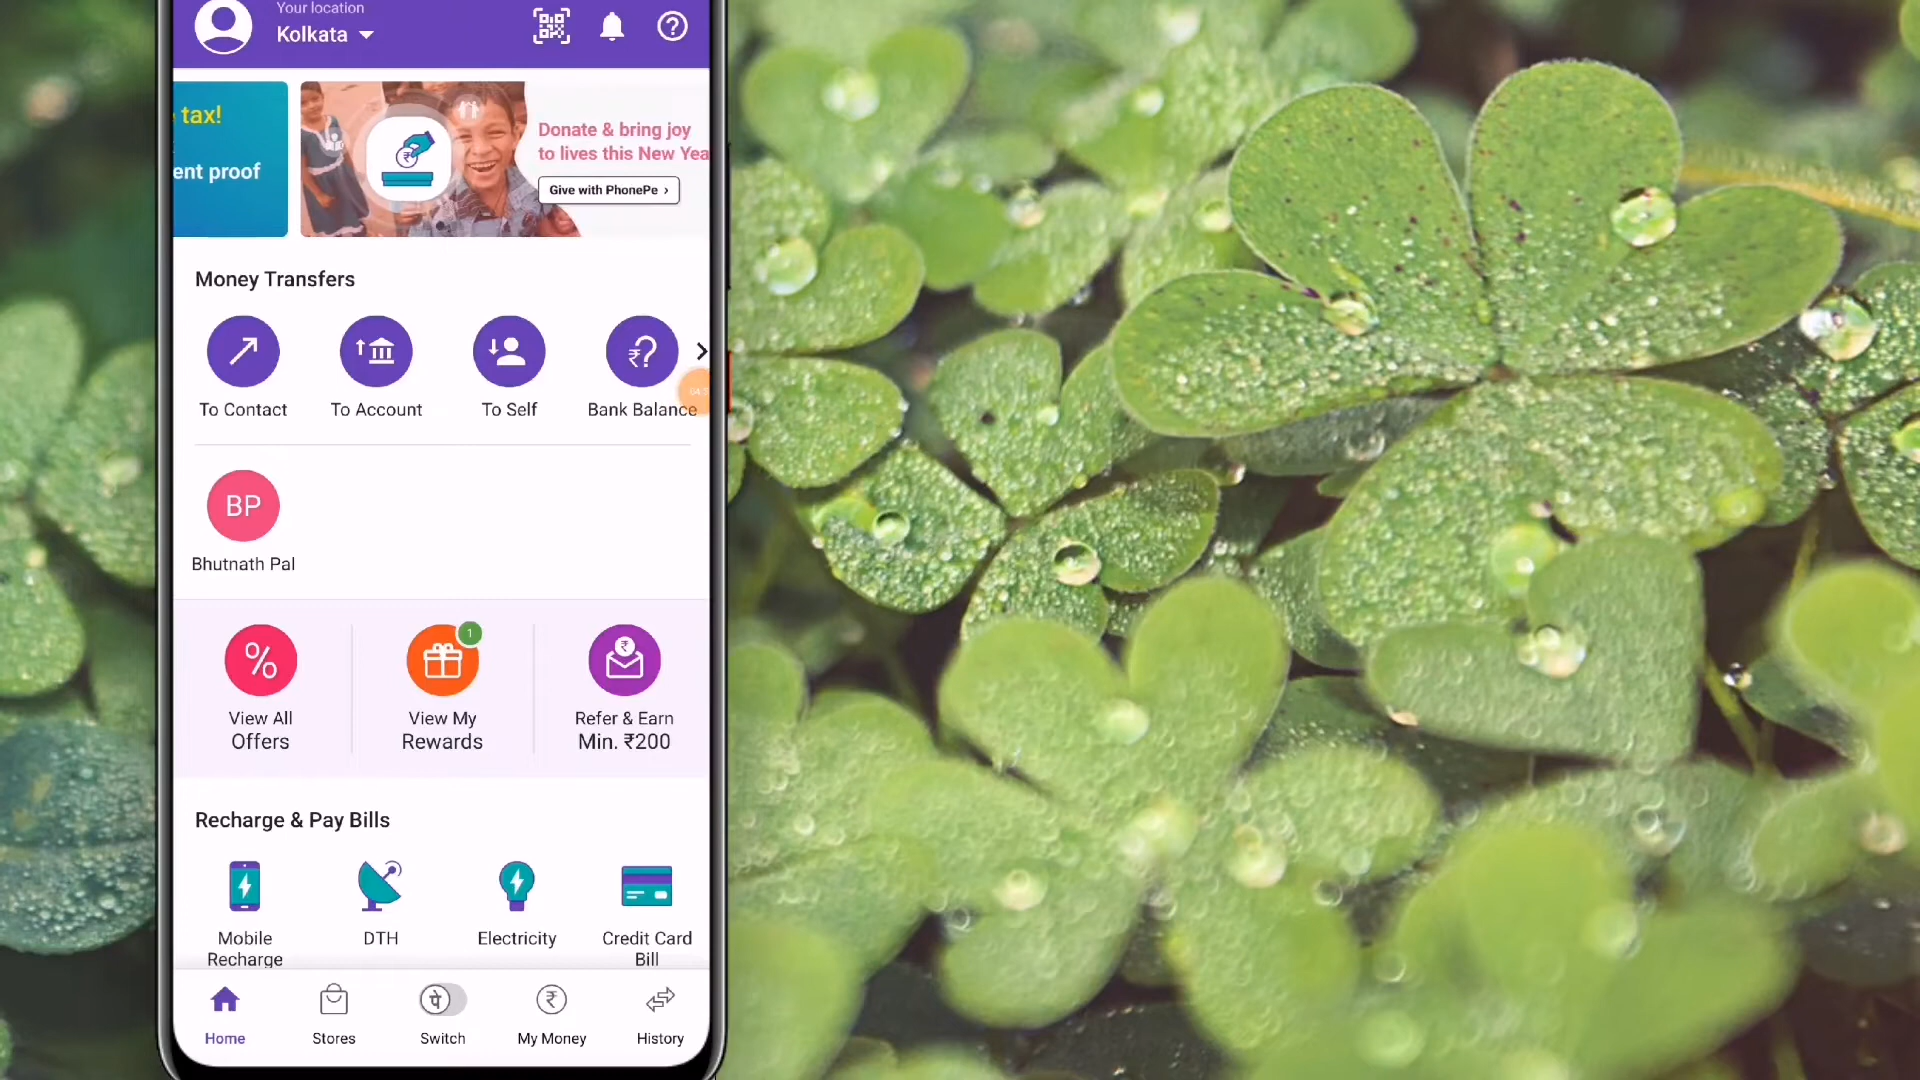 Your location
Kolkata
tax!
ent proof
Donate & bring joy
to lives this New Yea
Give with PhonePe ›
Money Transfers
To Contact
To Account
To Self
Bank Balance
BP
Bhutnath Pal
1
View All
Offers
View My
Rewards
Refer & Earn
Min. ₹200
Recharge & Pay Bills
Mobile
Recharge
DTH
Electricity
Credit Card
Bill
पे
Home
Stores
Switch
My Money
History